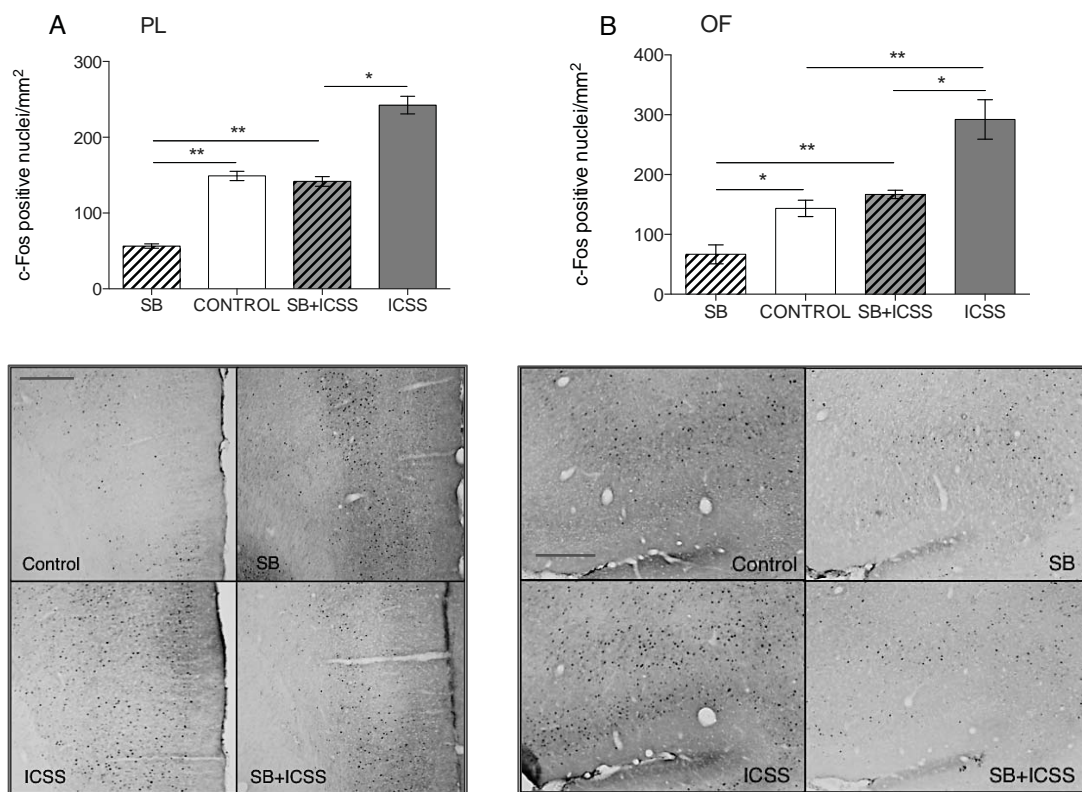 A PL
c-Fos positive nuclei/mm²
300
200
100
0
**
**
*
SB CONTROL SB+ICSS ICSS
B OF
c-Fos positive nuclei/mm²
400
300
200
100
0
**
*
**
*
SB CONTROL SB+ICSS ICSS
Control
SB
ICSS
SB+ICSS
Control
SB
ICSS
SB+ICSS